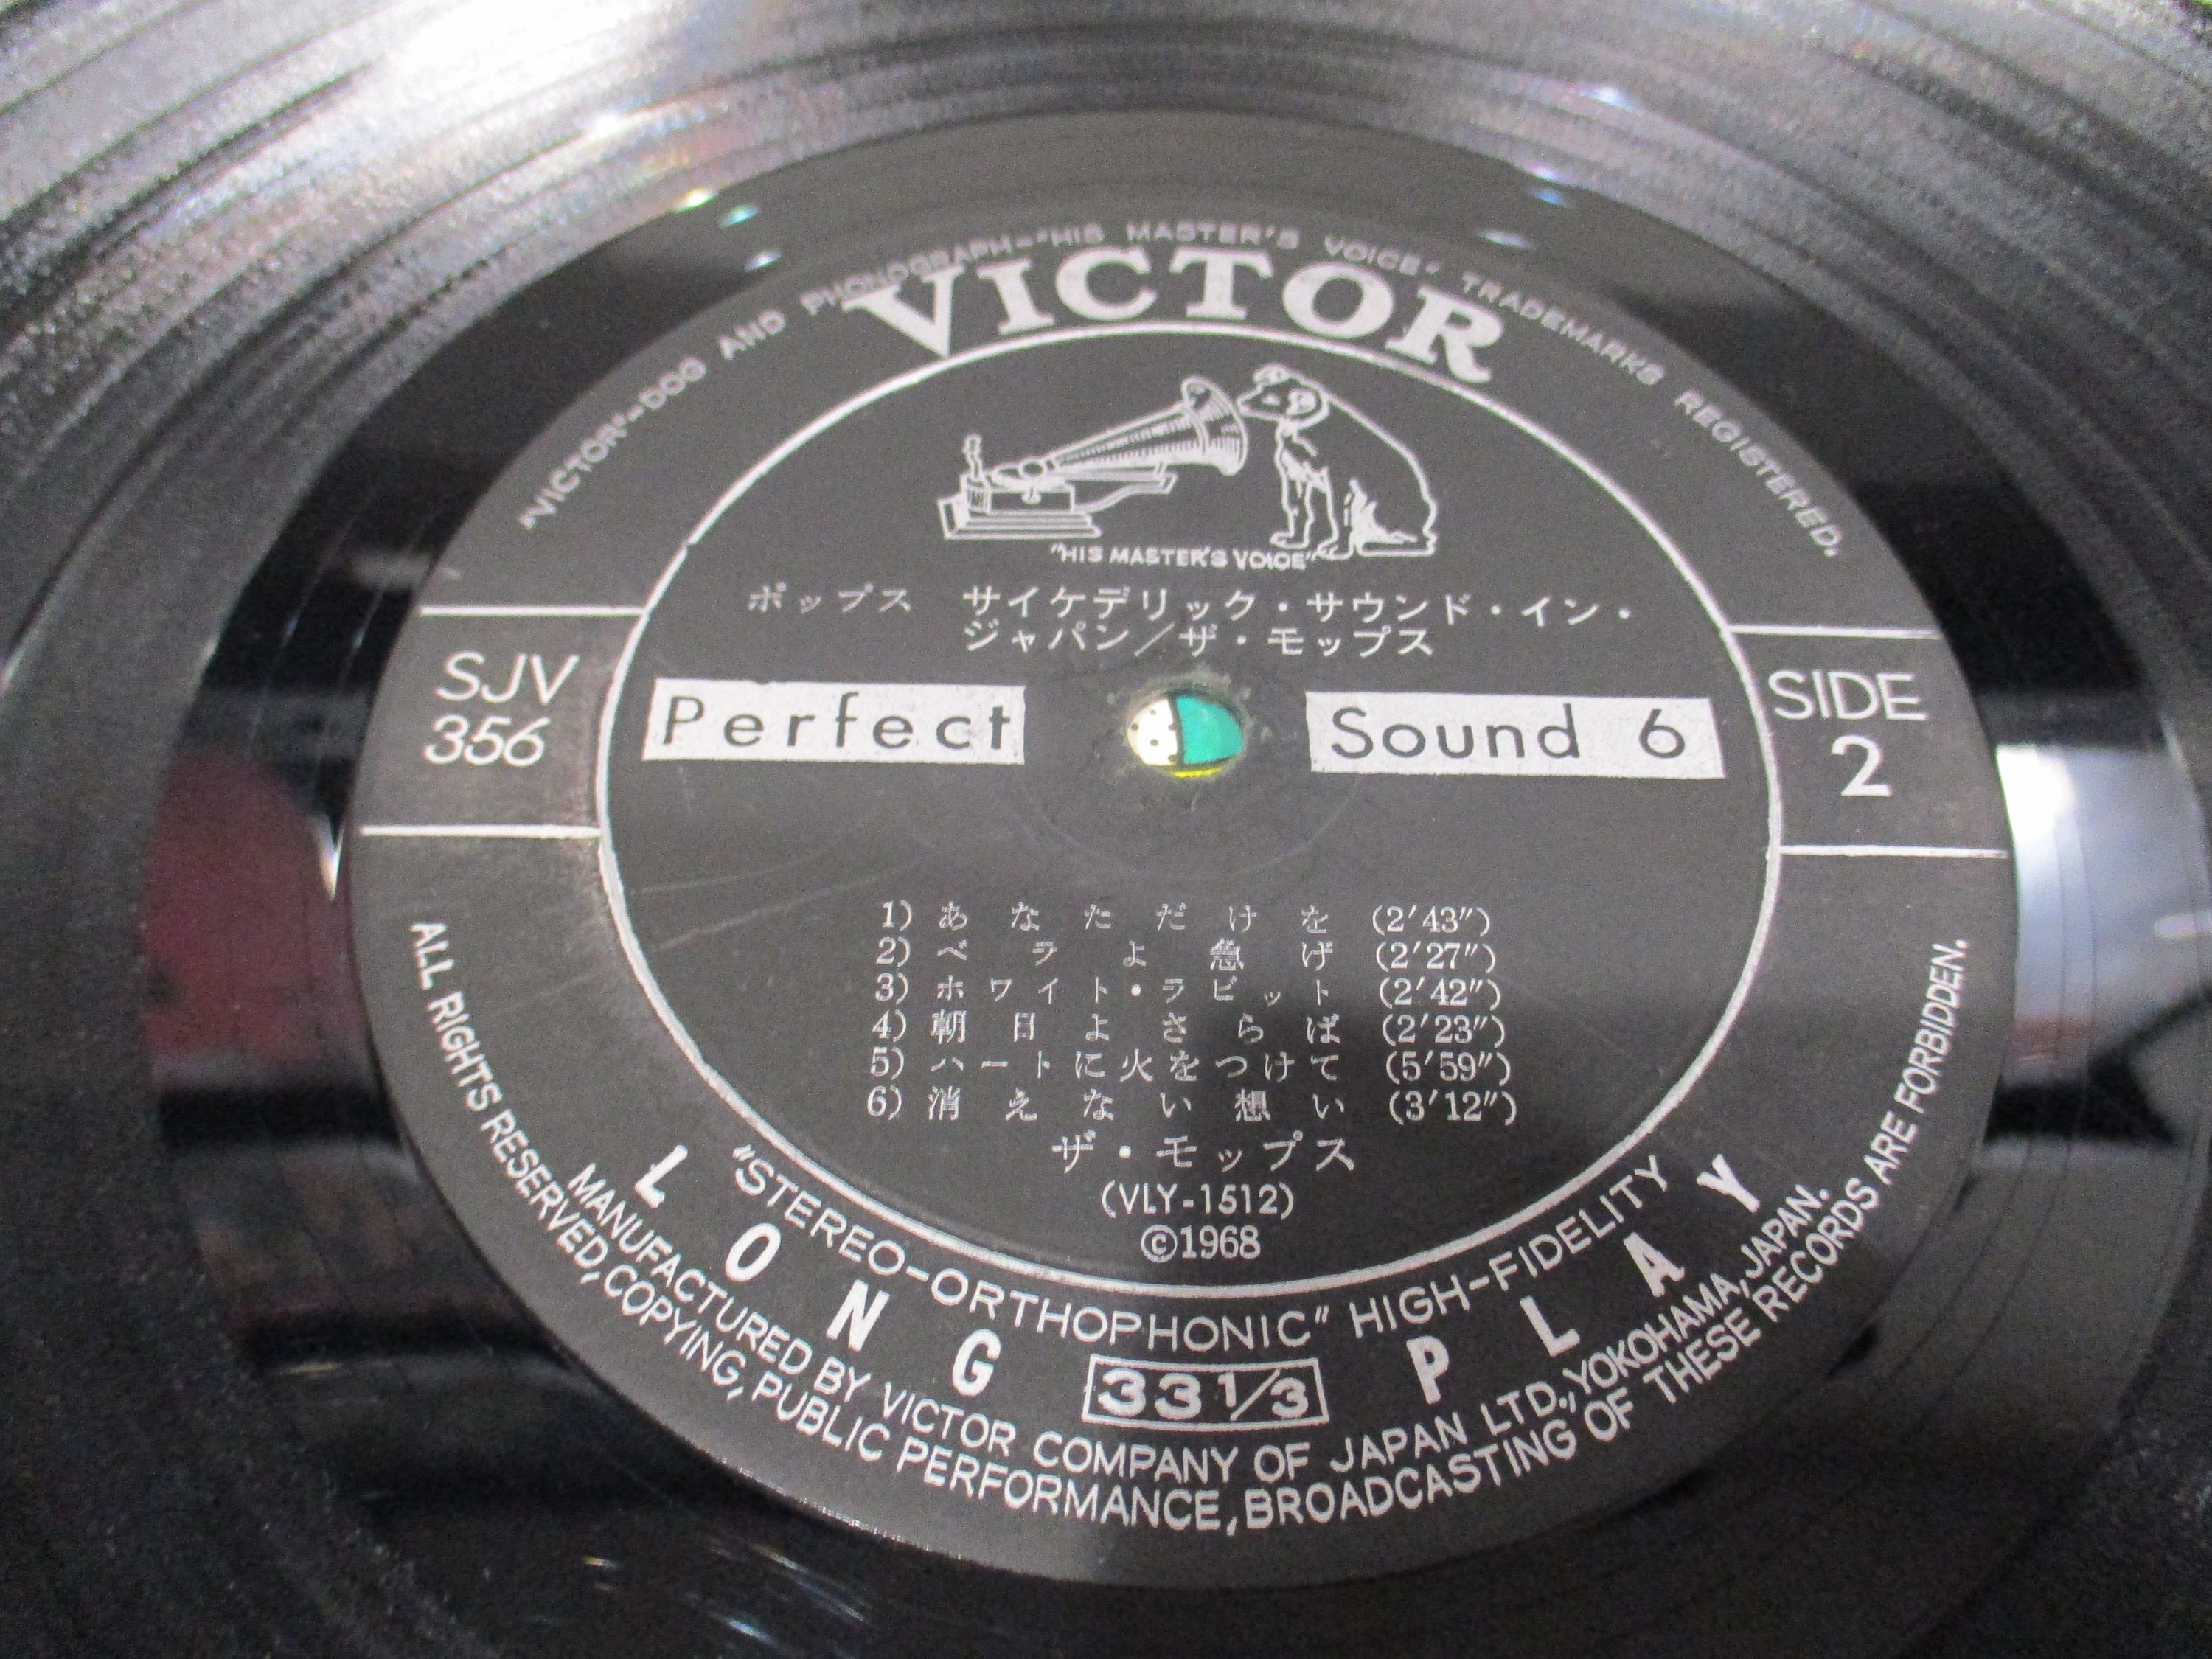 "VICTOR"-DOG AND PHONOGRAPH-"HIS MASTER'S VOICE" TRADEMARKS REGISTERED.
VICTOR
"HIS MASTER'S VOICE"
ポップス サイケデリック・サウンド・イン・
ジャパン/ザ・モップス
SJV
356
Perfect Sound 6
SIDE
2
1) あなただけを (2′43″)
2) ベラよ急げ (2′27″)
3) ホワイト・ラビット (2′42″)
4) 朝日よさらば (2′23″)
5) ハートに火をつけて (5′59″)
6) 消えない想い (3′12″)
ザ・モップス
(VLY-1512)
©1968
"STEREO-ORTHOPHONIC" HIGH-FIDELITY
LONG 33 1/3 PLAY
MANUFACTURED BY VICTOR COMPANY OF JAPAN LTD., YOKOHAMA, JAPAN.
ALL RIGHTS RESERVED, COPYING, PUBLIC PERFORMANCE, BROADCASTING OF THESE RECORDS ARE FORBIDDEN.